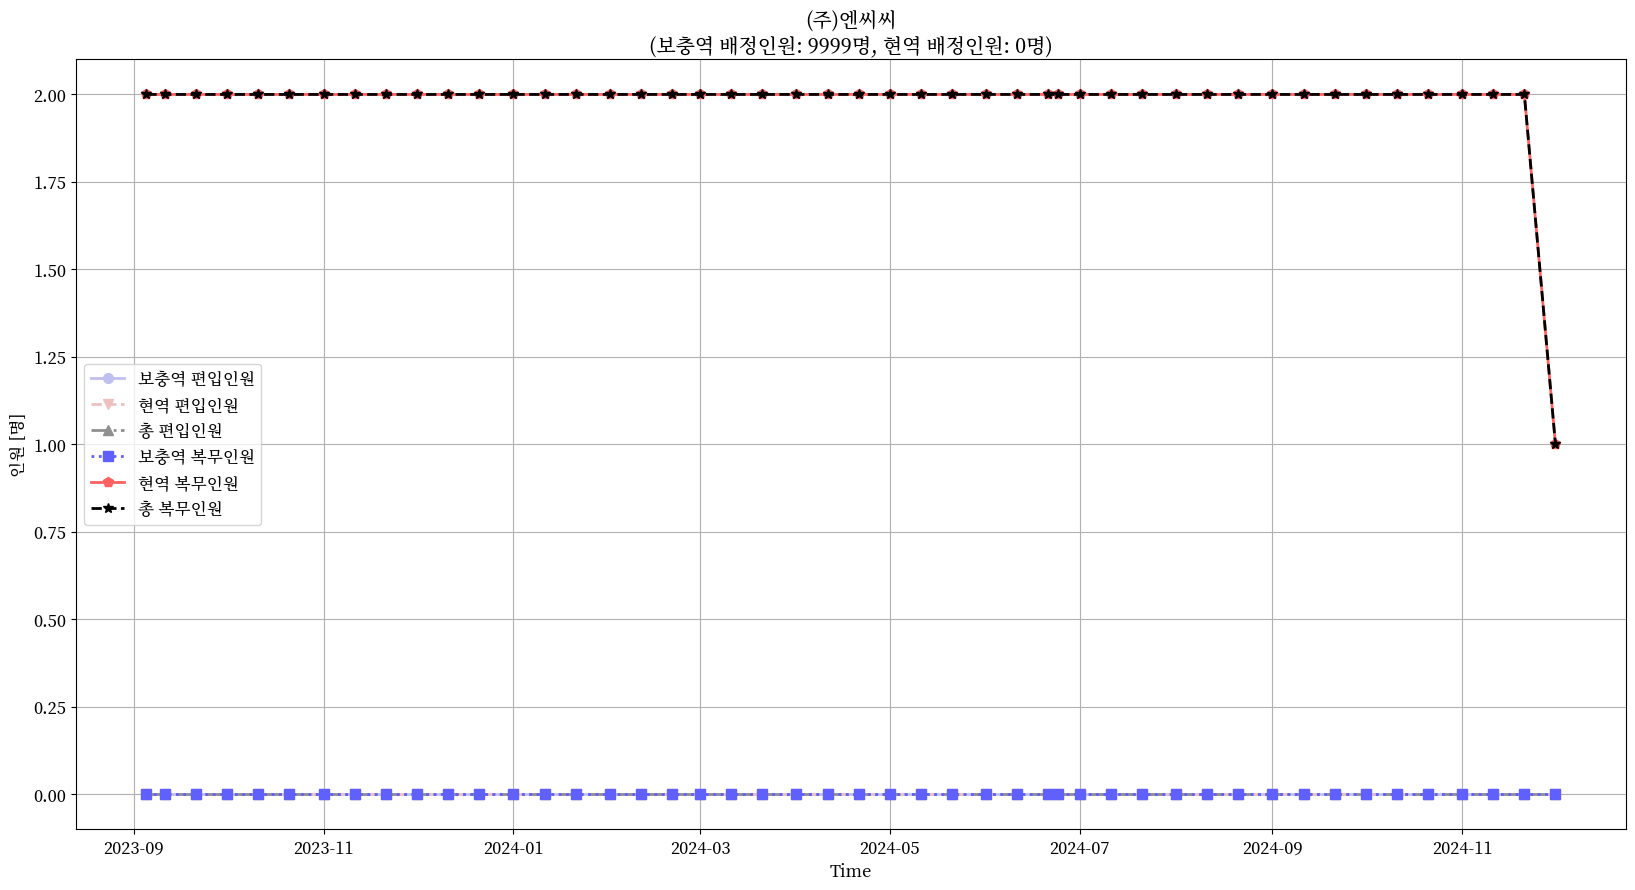 (주)엔씨씨
(보충역 배정인원: 9999명, 현역 배정인원: 0명)
인원 [명]
2.00
1.75
1.50
1.25
1.00
0.75
0.50
0.25
0.00
보충역 편입인원
현역 편입인원
총 편입인원
보충역 복무인원
현역 복무인원
총 복무인원
2023-09 2023-11 2024-01 2024-03 2024-05 2024-07 2024-09 2024-11
Time